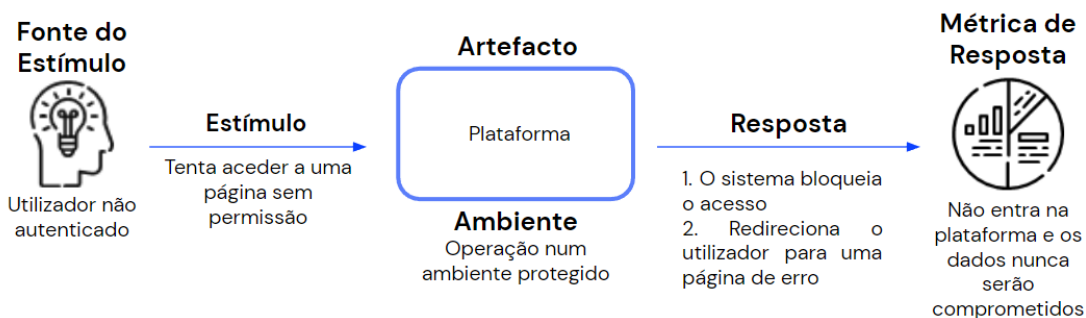 Fonte do
Estímulo
Utilizador não
autenticado
Estímulo
Tenta aceder a uma
página sem
permissão
Artefacto
Plataforma
Ambiente
Operação num
ambiente protegido
Resposta
1. O sistema bloqueia
o acesso
2. Redireciona o
utilizador para uma
página de erro
Métrica de
Resposta
Não entra na
plataforma e os
dados nunca
serão
comprometidos